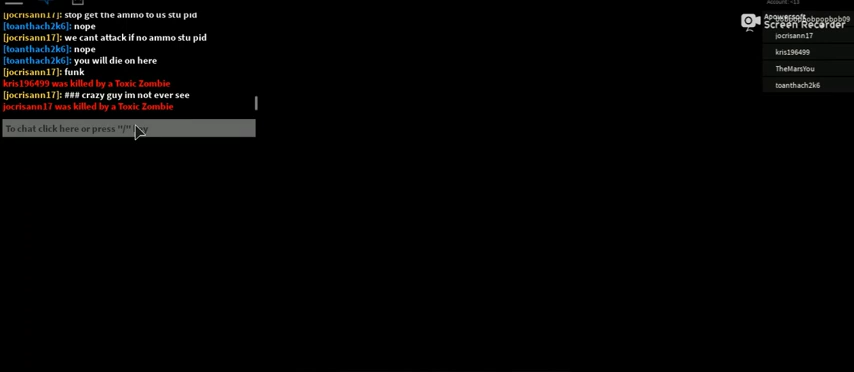 [jocrisann17]: stop get the ammo to us stu pid
[toanthach2k6]: nope
[jocrisann17]: we cant attack if no ammo stu pid
[toanthach2k6]: nope
[toanthach2k6]: you will die on here
[jocrisann17]: funk
kris196499 was killed by a Toxic Zombie
[jocrisann17]: ### crazy guy im not ever see
jocrisann17 was killed by a Toxic Zombie
To chat click here or press "/" key
Account: <13
Apowersoft
Screen Recorder
jocrisann17
kris196499
TheMarsYou
toanthach2k6